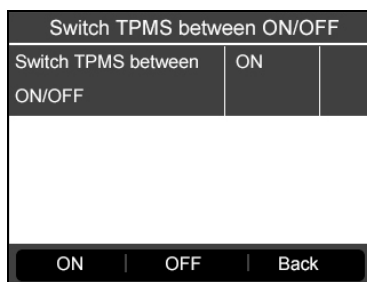 Switch TPMS between ON/OFF
Switch TPMS between ON
ON/OFF
ON OFF Back